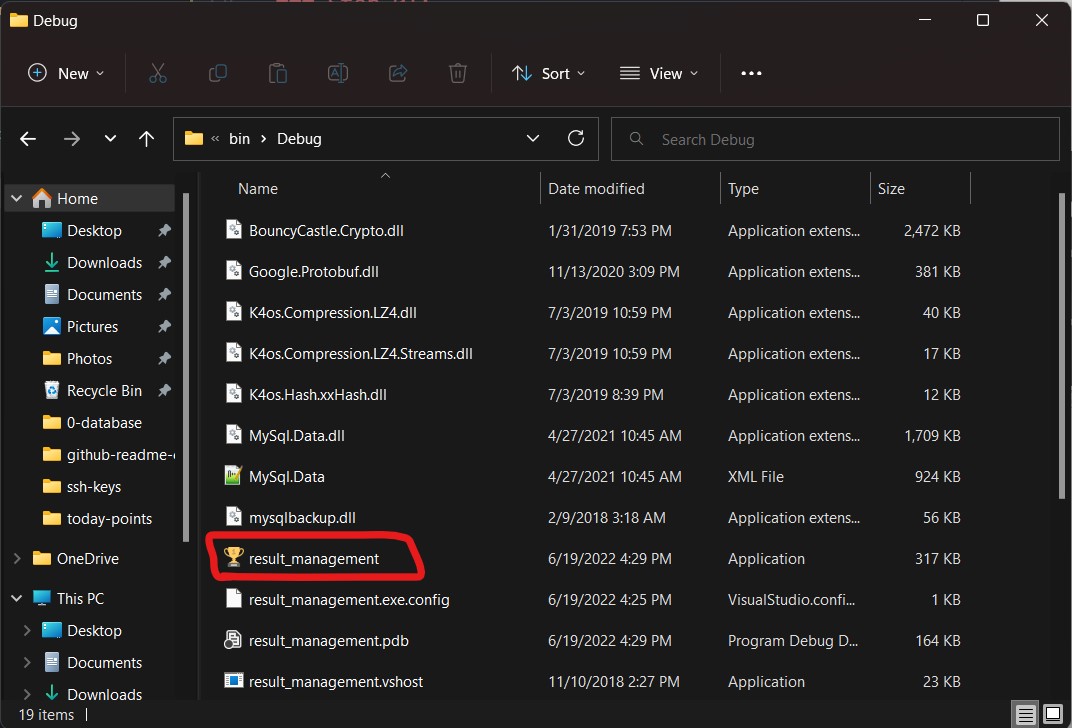 Debug
New
Sort
View
bin > Debug
Search Debug
Name Date modified Type Size
Home
Desktop
Downloads
Documents
Pictures
Photos
Recycle Bin
0-database
github-readme-
ssh-keys
today-points
OneDrive
This PC
Desktop
Documents
Downloads
BouncyCastle.Crypto.dll 1/31/2019 7:53 PM Application extens... 2,472 KB
Google.Protobuf.dll 11/13/2020 3:09 PM Application extens... 381 KB
K4os.Compression.LZ4.dll 7/3/2019 10:59 PM Application extens... 40 KB
K4os.Compression.LZ4.Streams.dll 7/3/2019 10:59 PM Application extens... 17 KB
K4os.Hash.xxHash.dll 7/3/2019 8:39 PM Application extens... 12 KB
MySql.Data.dll 4/27/2021 10:45 AM Application extens... 1,709 KB
MySql.Data 4/27/2021 10:45 AM XML File 924 KB
mysqlbackup.dll 2/9/2018 3:18 AM Application extens... 56 KB
result_management 6/19/2022 4:29 PM Application 317 KB
result_management.exe.config 6/19/2022 4:25 PM VisualStudio.confi... 1 KB
result_management.pdb 6/19/2022 4:29 PM Program Debug D... 164 KB
result_management.vshost 11/10/2018 2:27 PM Application 23 KB
19 items